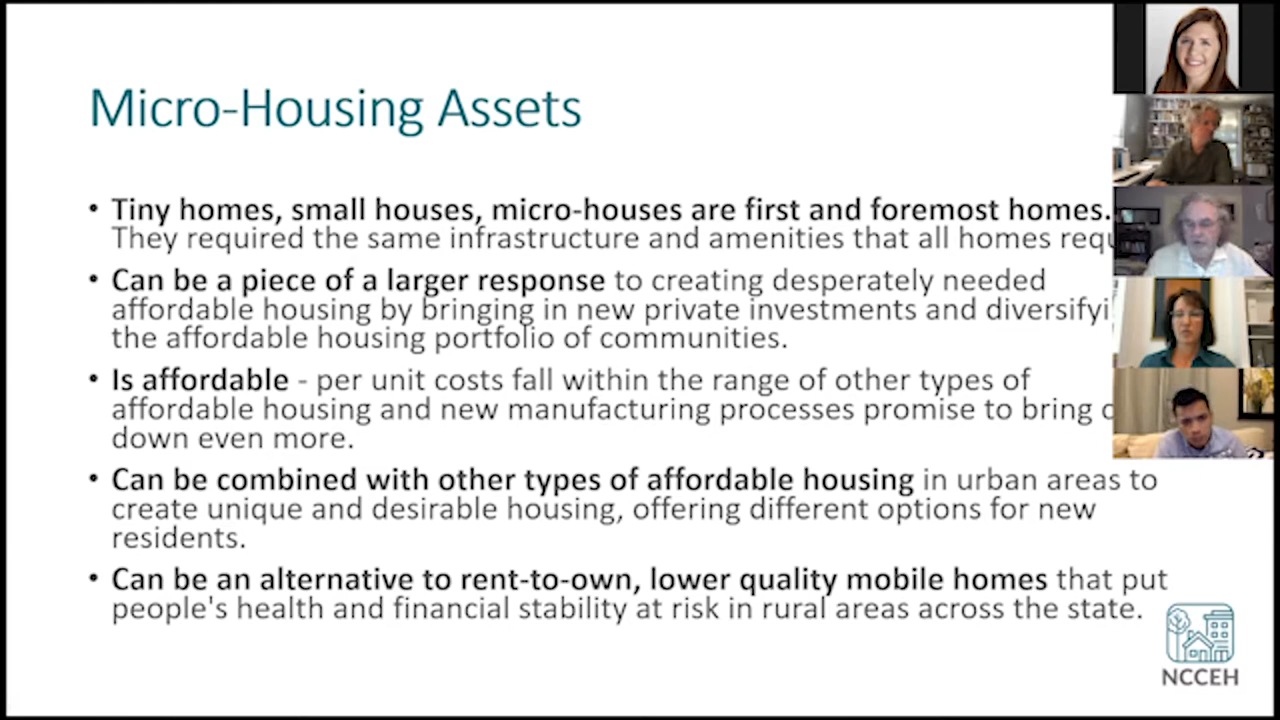 Micro-Housing Assets
• Tiny homes, small houses, micro-houses are first and foremost homes.
They required the same infrastructure and amenities that all homes
• Can be a piece of a larger response to creating desperately needed
affordable housing by bringing in new private investments and
the affordable housing portfolio of communities.
• Is affordable - per unit costs fall within the range of other types of
affordable housing and new manufacturing processes promise to bring
down even more.
• Can be combined with other types of affordable housing in urban areas to
create unique and desirable housing, offering different options for new
residents.
• Can be an alternative to rent-to-own, lower quality mobile homes that put
people's health and financial stability at risk in rural areas across the state.
NCCEH